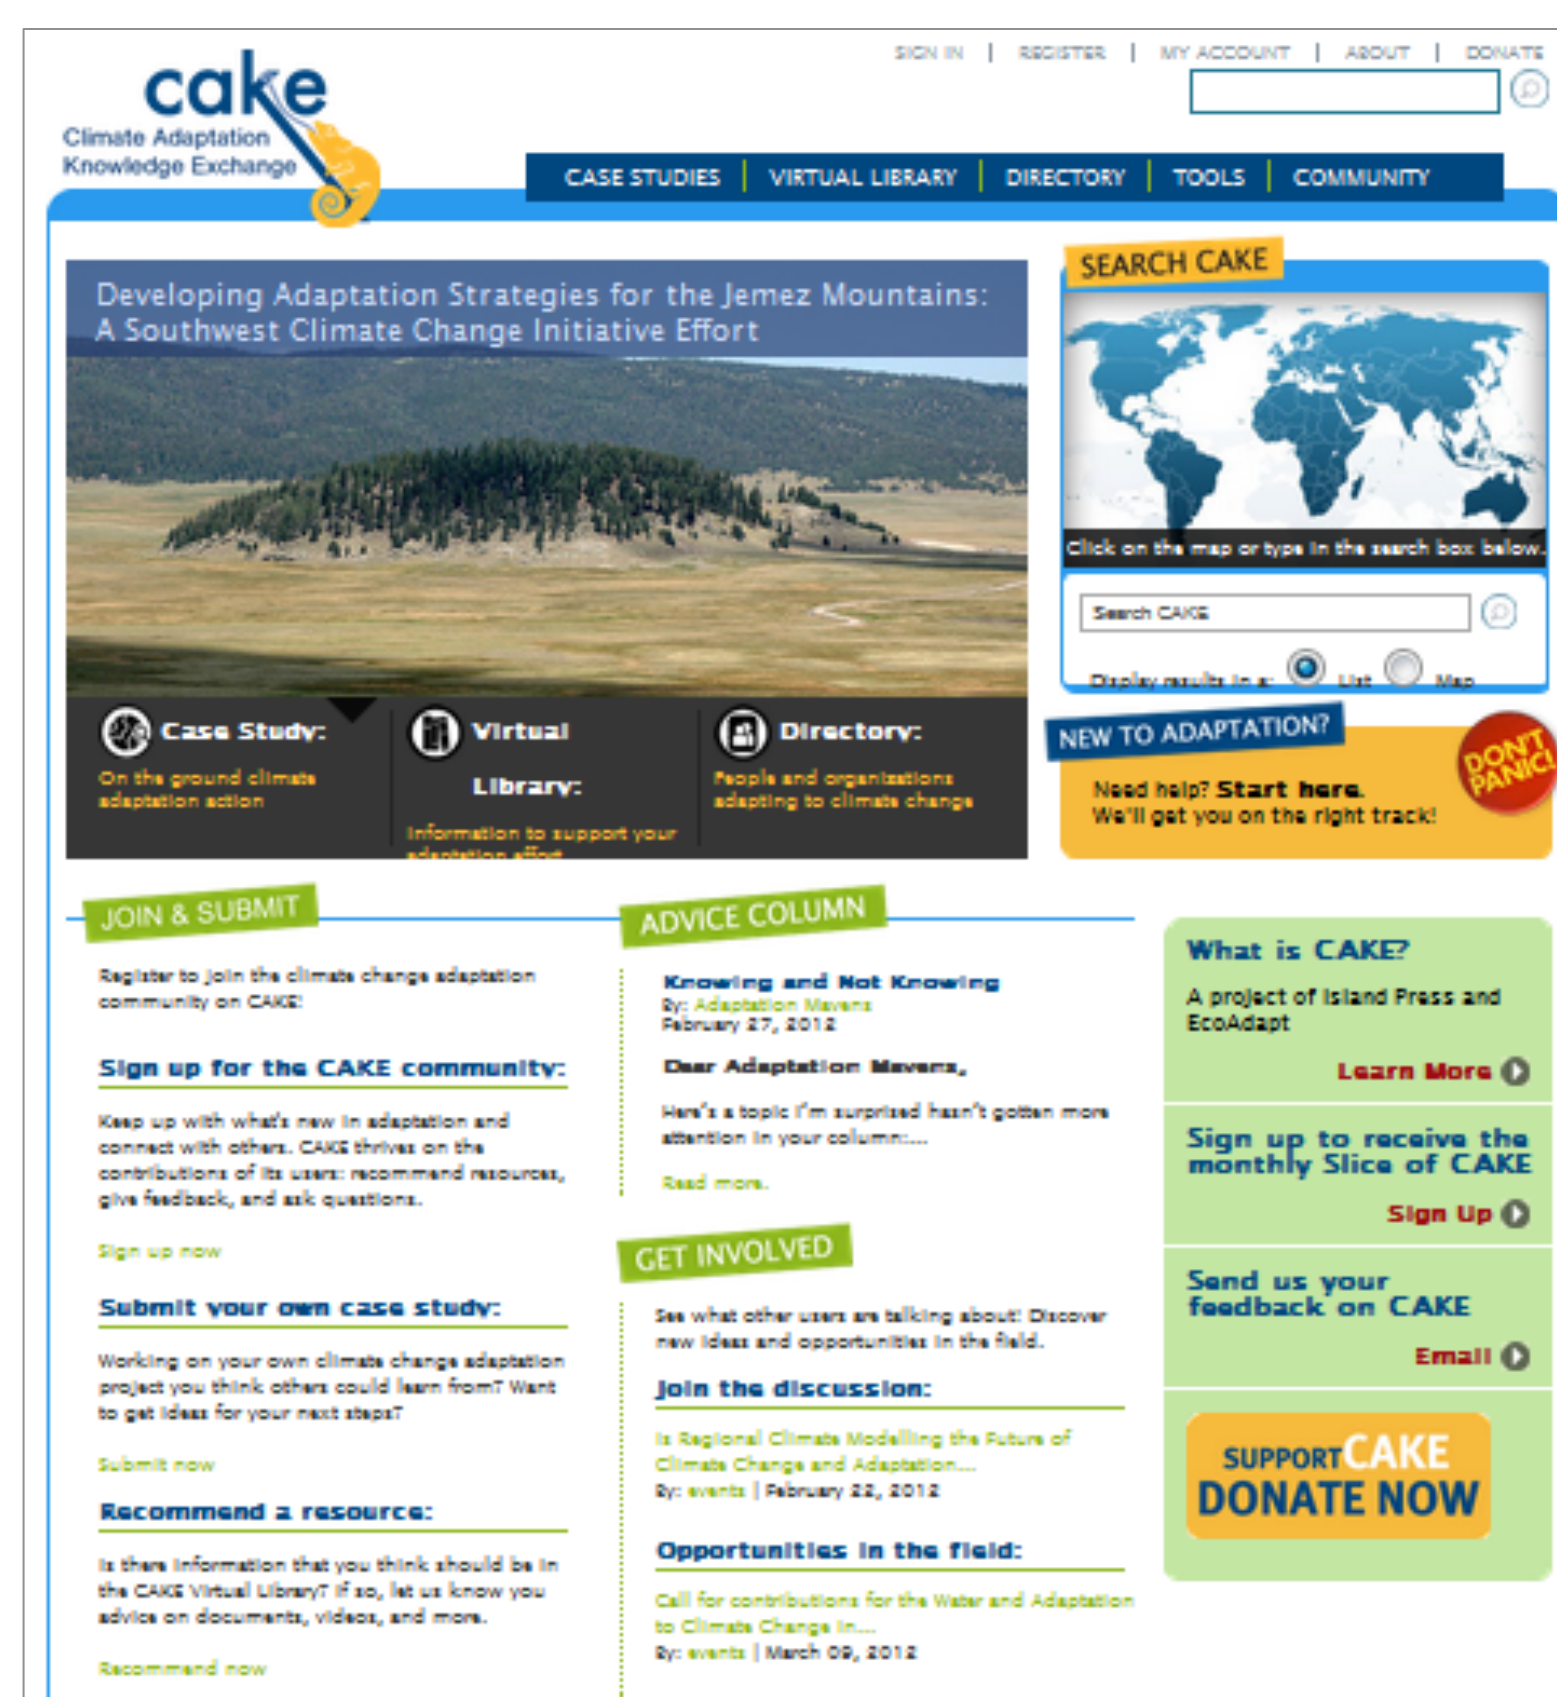 SIGN IN | REGISTER | MY ACCOUNT | ABOUT | DONATE
cake
Climate Adaptation
Knowledge Exchange
CASE STUDIES | VIRTUAL LIBRARY | DIRECTORY | TOOLS | COMMUNITY
Developing Adaptation Strategies for the Jemez Mountains:
A Southwest Climate Change Initiative Effort
Case Study:
On the ground climate
adaptation action
Virtual
Library:
Information to support your
adaptation effort
Directory:
People and organizations
adapting to climate change
SEARCH CAKE
Click on the map or type in the search box below.
Search CAKE
Display results in a: List Map
NEW TO ADAPTATION?
DON'T
PANIC!
Need help? Start here.
We'll get you on the right track!
JOIN & SUBMIT
Register to join the climate change adaptation
community on CAKE!
Sign up for the CAKE community:
Keep up with what's new in adaptation and
connect with others. CAKE thrives on the
contributions of its users: recommend resources,
give feedback, and ask questions.
Sign up now
Submit your own case study:
Working on your own climate change adaptation
project you think others could learn from? Want
to get ideas for your next steps?
Submit now
Recommend a resource:
Is there information that you think should be in
the CAKE Virtual Library? If so, let us know you
advice on documents, videos, and more.
Recommend now
ADVICE COLUMN
Knowing and Not Knowing
By: Adaptation Mavens
February 27, 2012
Dear Adaptation Mavens,
Here's a topic I'm surprised hasn't gotten more
attention in your column:...
Read more.
GET INVOLVED
See what other users are talking about! Discover
new ideas and opportunities in the field.
Join the discussion:
Is Regional Climate Modelling the Future of
Climate Change and Adaptation...
By: events | February 22, 2012
Opportunities in the field:
Call for contributions for the Water and Adaptation
to Climate Change in...
By: events | March 09, 2012
What is CAKE?
A project of Island Press and
EcoAdapt
Learn More
Sign up to receive the
monthly Slice of CAKE
Sign Up
Send us your
feedback on CAKE
Email
SUPPORT CAKE
DONATE NOW